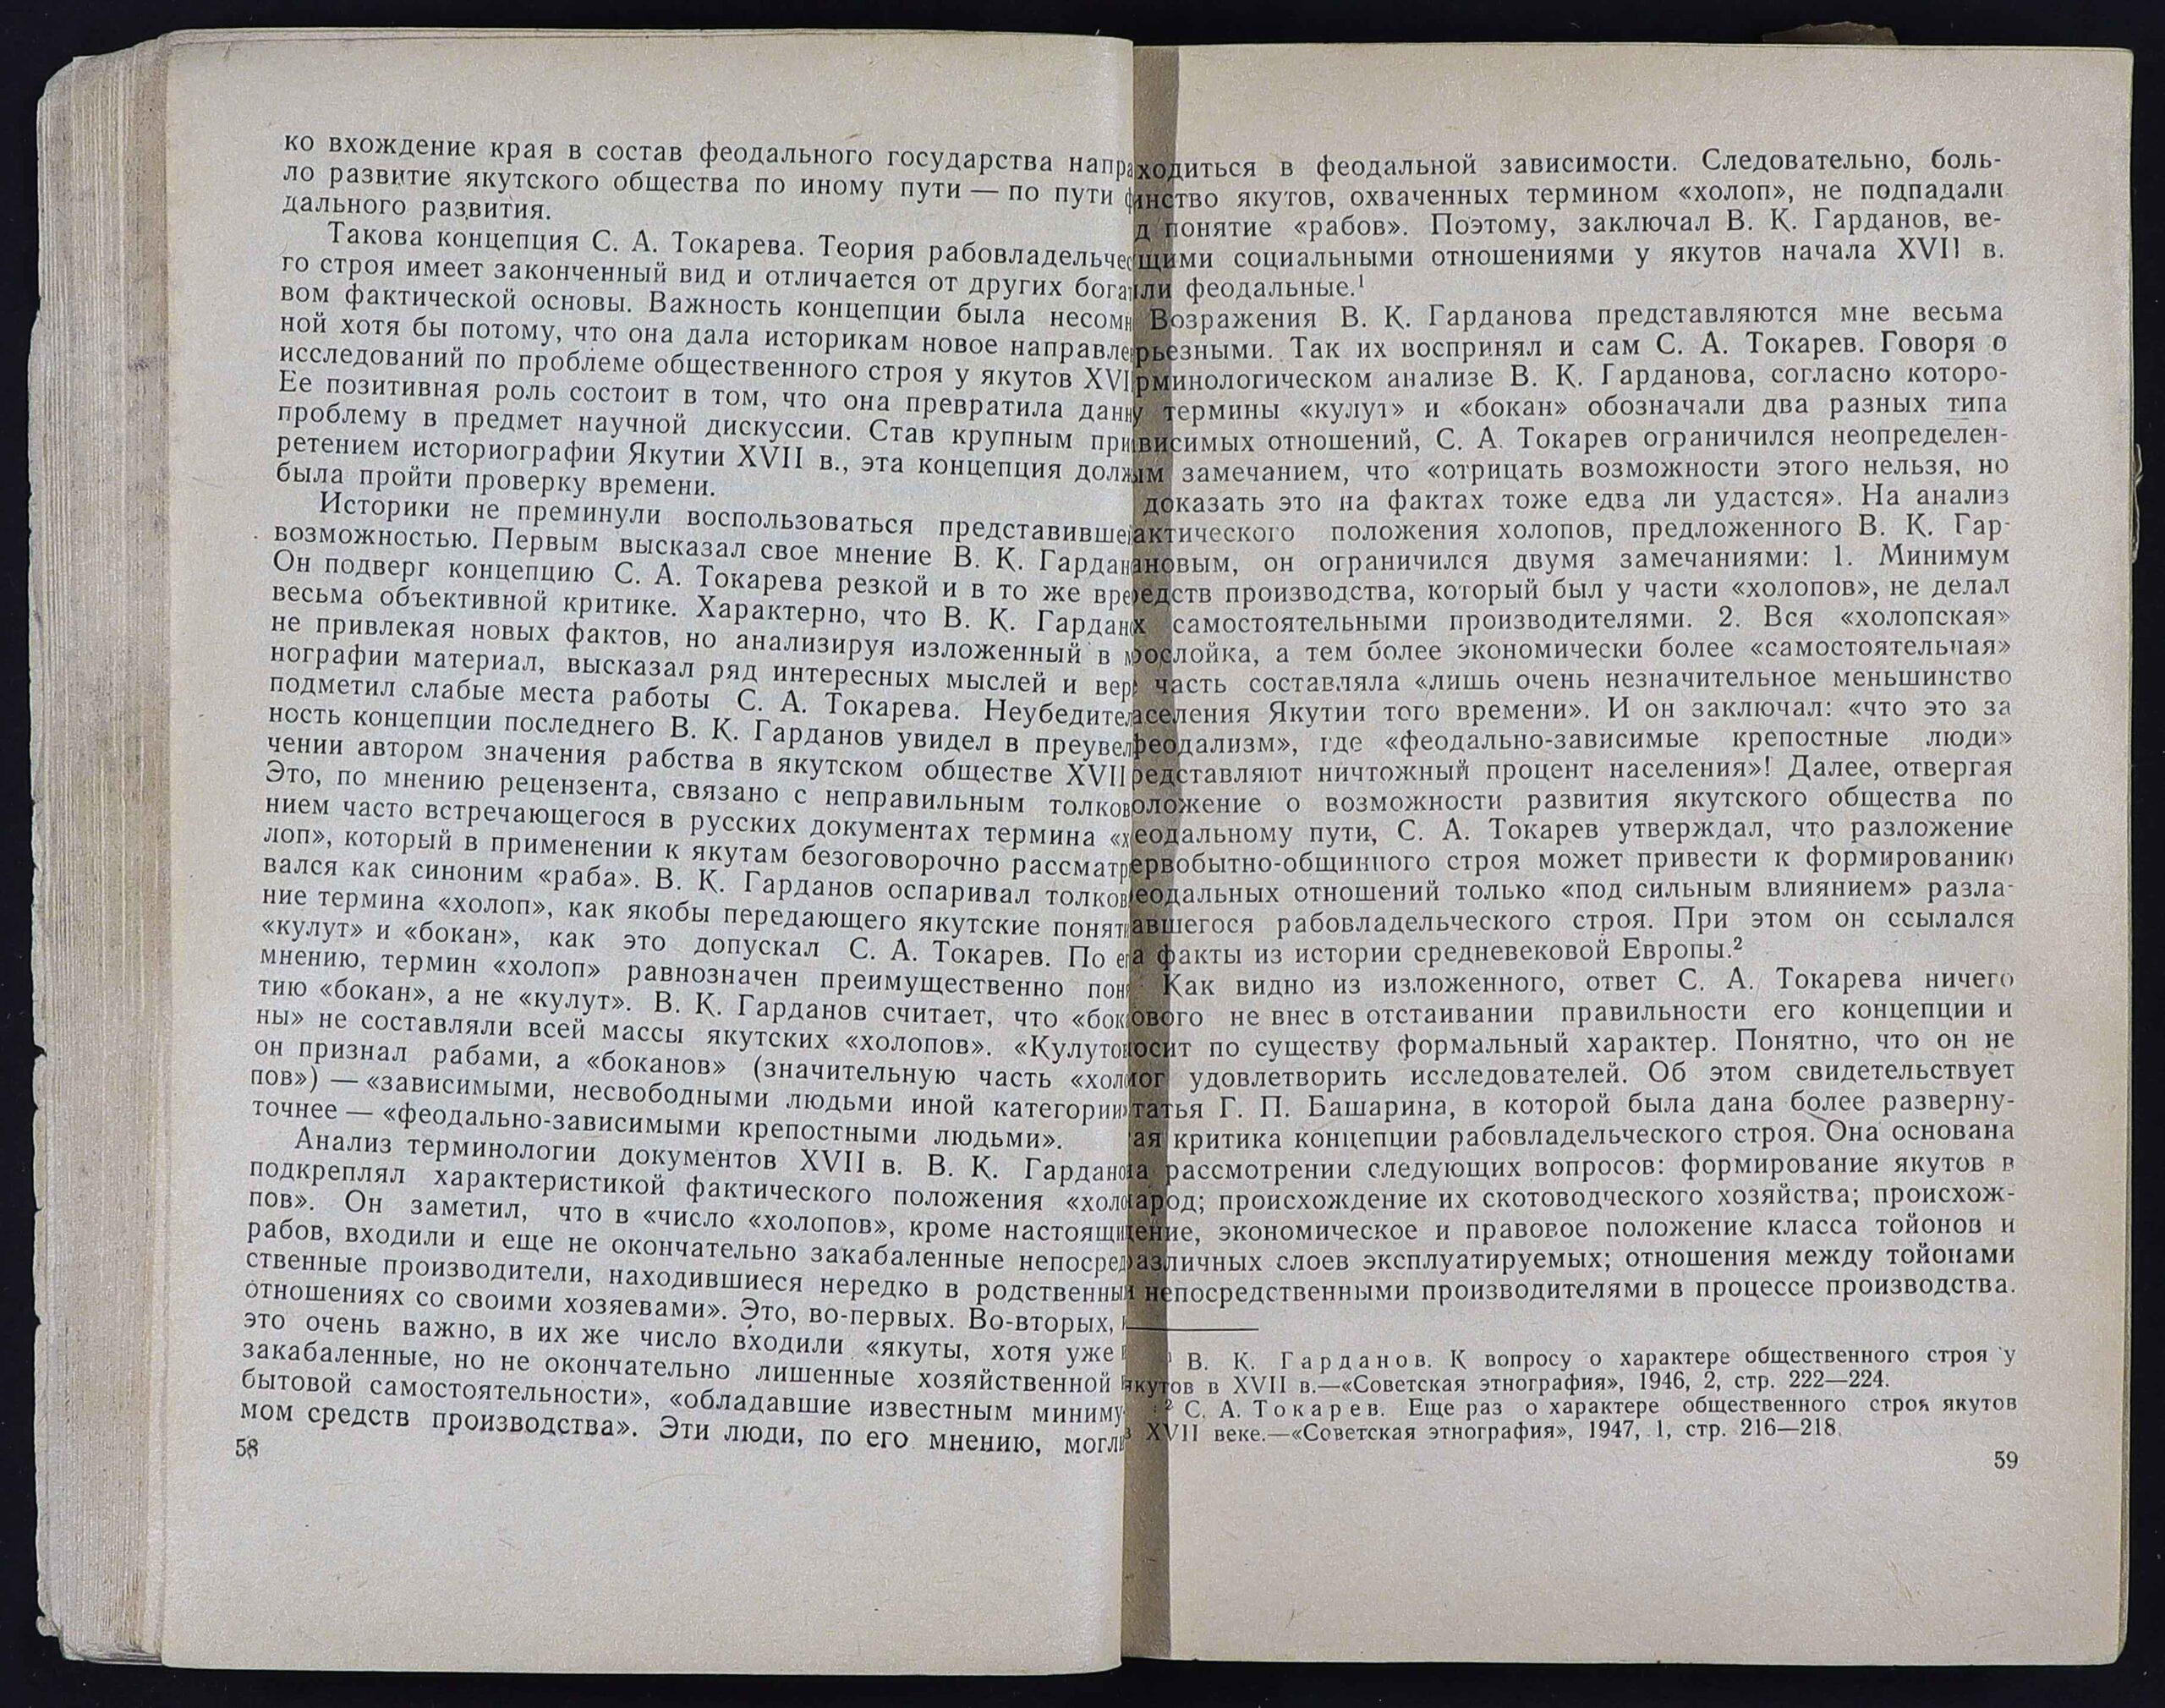 ко вхождение края в состав феодального государства напра
ло развитие якутского общества по иному пути — по пути ф
дального развития.
Такова концепция С. А. Токарева. Теория рабовладельчес
го строя имеет законченный вид и отличается от других бога
вом фактической основы. Важность концепции была несомн
ной хотя бы потому, что она дала историкам новое направле
исследований по проблеме общественного строя у якутов XVI
Ее позитивная роль состоит в том, что она превратила данн
проблему в предмет научной дискуссии. Став крупным при
ретением историографии Якутии XVII в., эта концепция долж
была пройти проверку времени.
Историки не преминули воспользоваться представившей
возможностью. Первым высказал свое мнение В. К. Гардан
Он подверг концепцию С. А. Токарева резкой и в то же вре
весьма объективной критике. Характерно, что В. К. Гардан
не привлекая новых фактов, но анализируя изложенный в м
нографии материал, высказал ряд интересных мыслей и вер
подметил слабые места работы С. А. Токарева. Неубедител
ность концепции последнего В. К. Гарданов увидел в преувел
чении автором значения рабства в якутском обществе XVII
Это, по мнению рецензента, связано с неправильным толков
нием часто встречающегося в русских документах термина «х
лоп», который в применении к якутам безоговорочно рассматр
вался как синоним «раба». В. К. Гарданов оспаривал толков
ние термина «холоп», как якобы передающего якутские понят
«кулут» и «бокан», как это допускал С. А. Токарев. По е
мнению, термин «холоп» равнозначен преимущественно пон
тию «бокан», а не «кулут». В. К. Гарданов считает, что «бок
ны» не составляли всей массы якутских «холопов». «Кулутов
он признал рабами, а «боканов» (значительную часть «холо
пов») — «зависимыми, несвободными людьми иной категории»
точнее — «феодально-зависимыми крепостными людьми».
Анализ терминологии документов XVII в. В. К. Гардано
подкреплял характеристикой фактического положения «холо
пов». Он заметил, что в «число «холопов», кроме настоящи
рабов, входили и еще не окончательно закабаленные непосред
ственные производители, находившиеся нередко в родственны
отношениях со своими хозяевами». Это, во-первых. Во-вторых,
это очень важно, в их же число входили «якуты, хотя уже
закабаленные, но не окончательно лишенные хозяйственной
бытовой самостоятельности», «обладавшие известным миниму
мом средств производства». Эти люди, по его мнению, могл
58
ходиться в феодальной зависимости. Следовательно, боль-
инство якутов, охваченных термином «холоп», не подпадали
д понятие «рабов». Поэтому, заключал В. К. Гарданов, ве-
щими социальными отношениями у якутов начала XVII в.
ли феодальные.¹
Возражения В. К. Гарданова представляются мне весьма
рьезными. Так их воспринял и сам С. А. Токарев. Говоря о
рминологическом анализе В. К. Гарданова, согласно которо-
у термины «кулут» и «бокан» обозначали два разных типа
висимых отношений, С. А. Токарев ограничился неопределен-
ым замечанием, что «отрицать возможности этого нельзя, но
доказать это на фактах тоже едва ли удастся». На анализ
актического положения холопов, предложенного В. К. Гар-
ановым, он ограничился двумя замечаниями: 1. Минимум
редств производства, который был у части «холопов», не делал
х самостоятельными производителями. 2. Вся «холопская»
рослойка, а тем более экономически более «самостоятельная»
часть составляла «лишь очень незначительное меньшинство
аселения Якутии того времени». И он заключал: «что это за
феодализм», где «феодально-зависимые крепостные люди»
редставляют ничтожный процент населения»! Далее, отвергая
оложение о возможности развития якутского общества по
еодальному пути, С. А. Токарев утверждал, что разложение
ервобытно-общинного строя может привести к формированию
еодальных отношений только «под сильным влиянием» разла-
авшегося рабовладельческого строя. При этом он ссылался
а факты из истории средневековой Европы.²
Как видно из изложенного, ответ С. А. Токарева ничего
ового не внес в отстаивании правильности его концепции и
осит по существу формальный характер. Понятно, что он не
мог удовлетворить исследователей. Об этом свидетельствует
татья Г. П. Башарина, в которой была дана более разверну-
ая критика концепции рабовладельческого строя. Она основана
а рассмотрении следующих вопросов: формирование якутов в
арод; происхождение их скотоводческого хозяйства; происхож-
ение, экономическое и правовое положение класса тойонов и
азличных слоев эксплуатируемых; отношения между тойонами
и непосредственными производителями в процессе производства.
¹ В. К. Гарданов. К вопросу о характере общественного строя у
якутов в XVII в.—«Советская этнография», 1946, 2, стр. 222—224.
² С. А. Токарев. Еще раз о характере общественного строя якутов
в XVII веке.—«Советская этнография», 1947, 1, стр. 216—218.
59